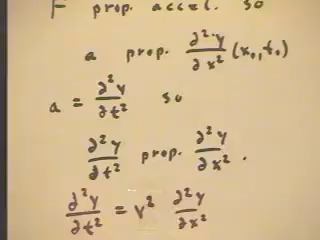 F prop. accel. so
a prop. ∂²y/∂x² (x₀,t₀)
a = ∂²y/∂t² so
∂²y/∂t² prop. ∂²y/∂x².
∂²y/∂t² = v² ∂²y/∂x²